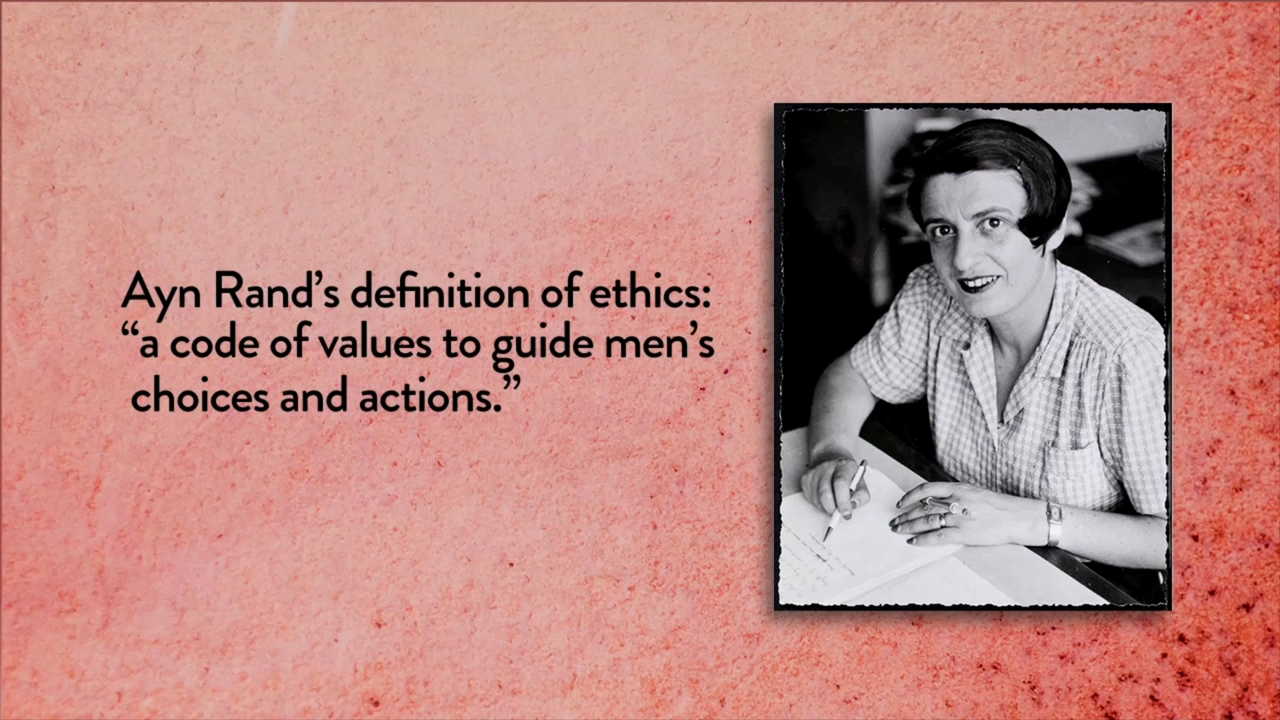 Ayn Rand’s definition of ethics:
“a code of values to guide men’s
choices and actions.”